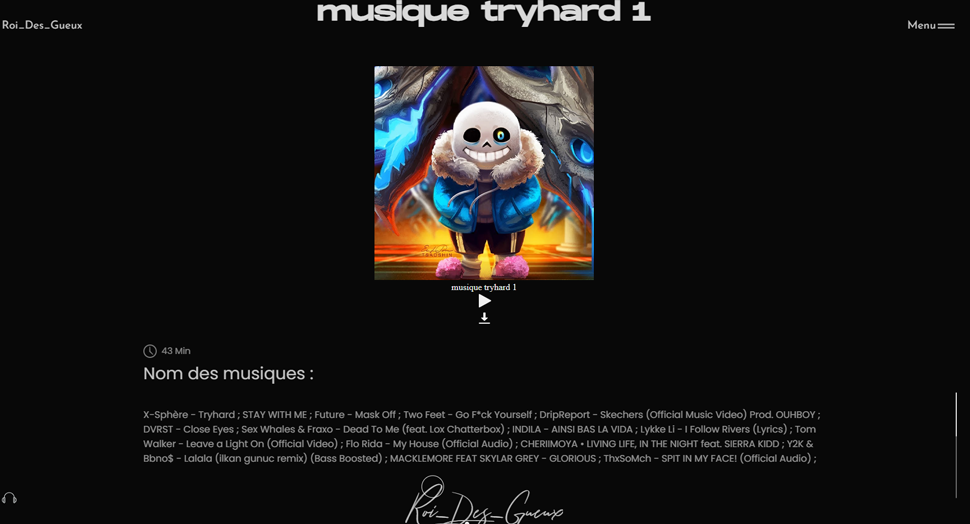 musique tryhard 1
Roi_Des_Gueux
Menu
musique tryhard 1
43 Min
Nom des musiques :
X-Sphère - Tryhard ; STAY WITH ME ; Future - Mask Off ; Two Feet - Go F*ck Yourself ; DripReport - Skechers (Official Music Video) Prod. OUHBOY ;
DVRST - Close Eyes ; Sex Whales & Fraxo - Dead To Me (feat. Lox Chatterbox) ; INDILA - AINSI BAS LA VIDA ; Lykke Li - I Follow Rivers (Lyrics) ; Tom
Walker - Leave a Light On (Official Video) ; Flo Rida - My House (Official Audio) ; CHERIIMOYA • LIVING LIFE, IN THE NIGHT feat. SIERRA KIDD ; Y2K &
Bbno$ - Lalala (ilkan gunuc remix) (Bass Boosted) ; MACKLEMORE FEAT SKYLAR GREY - GLORIOUS ; ThxSoMch - SPIT IN MY FACE! (Official Audio) ;
Roi_Des_Gueux